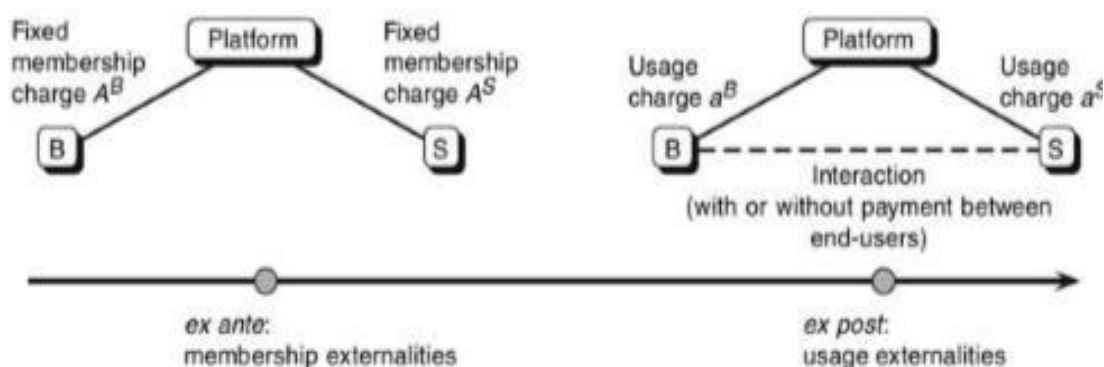 Fixed
membership
charge A^B
Platform
Fixed
membership
charge A^S
B
S
Usage
charge a^B
Platform
Usage
charge a^S
B
S
Interaction
(with or without payment between
end-users)
ex ante:
membership externalities
ex post:
usage externalities